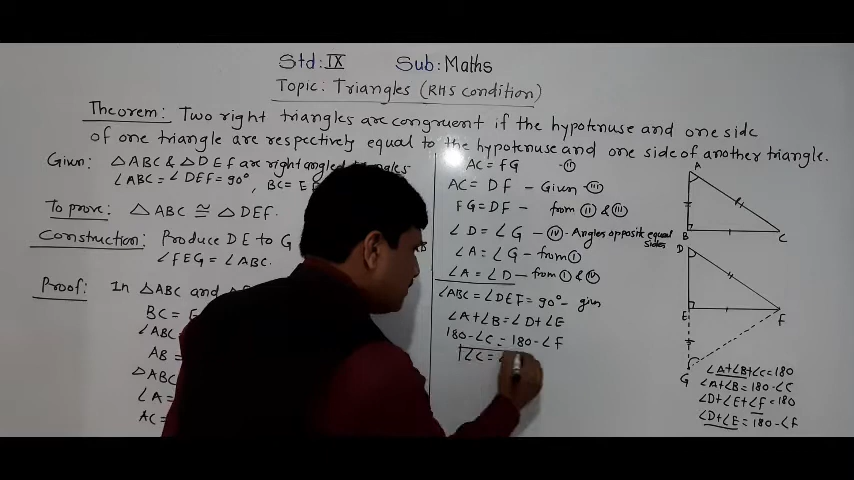 Std: IX Sub: Maths
Topic: Triangles (RHS condition)
Theorem: Two right triangles are congruent if the hypotenuse and one side
of one triangle are respectively equal to the hypotenuse and one side of another triangle.
Given: △ABC & △DEF are right angled triangles
∠ABC = ∠DEF = 90°, BC = E
To prove: △ABC ≅ △DEF.
Construction: Produce DE to G
∠FEG = ∠ABC.
Proof: In △ABC and △
BC = E
∠ABC
AB =
△ABC
∠A =
AC =
AC = FG - II
AC = DF - Given - III
FG = DF - from II & III
∠D = ∠G - IV - Angles opposite equal sides
∠A = ∠G - from I
∠A = ∠D - from I & IV
∠ABC = ∠DEF = 90° - given
∠A + ∠B = ∠D + ∠E
180 - ∠C = 180 - ∠F
∠C =
A
B
C
D
E
F
G
∠A + ∠B + ∠C = 180
∠A + ∠B = 180 - ∠C
∠D + ∠E + ∠F = 180
∠D + ∠E = 180 - ∠F